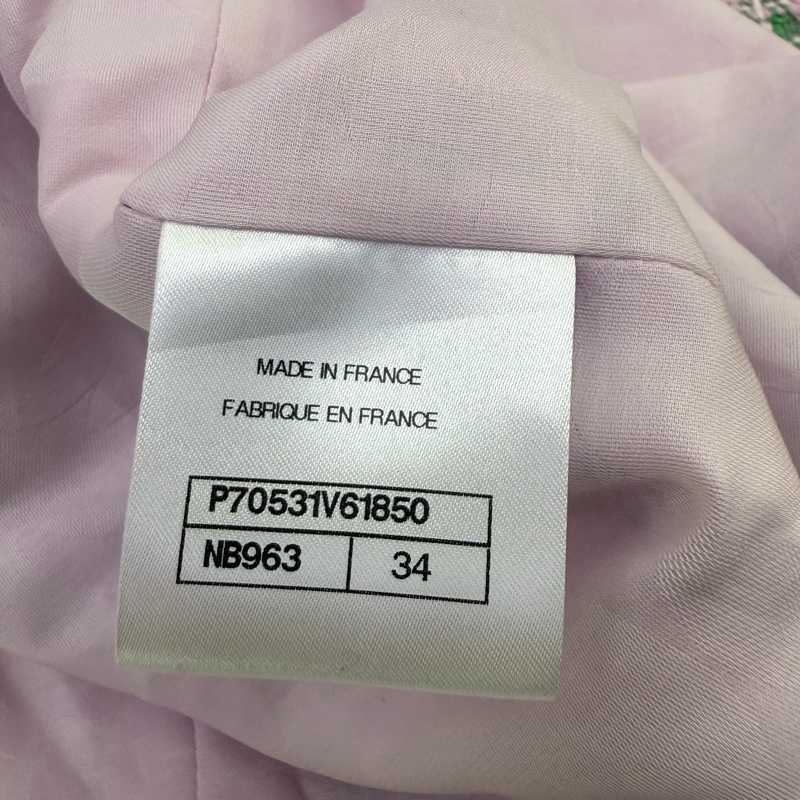 MADE IN FRANCE
FABRIQUE EN FRANCE
P70531V61850
NB963 34